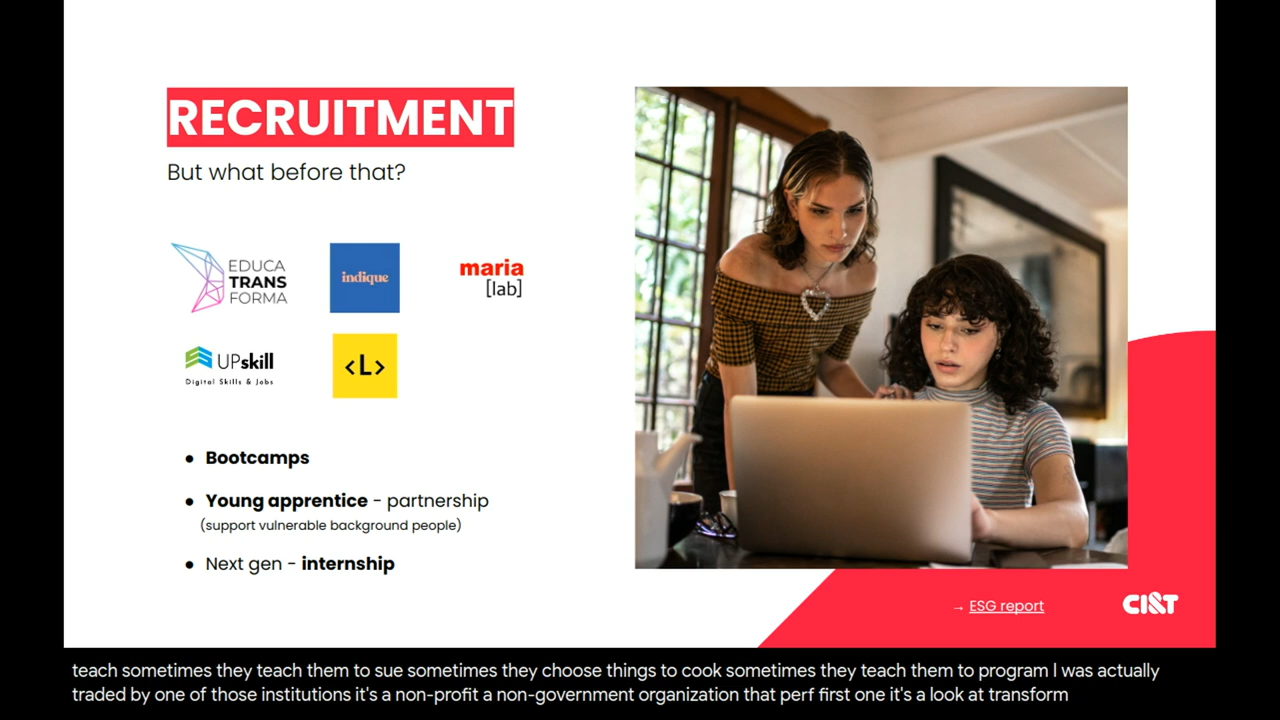 RECRUITMENT
But what before that?
EDUCA
TRANS
FORMA
indique
maria
[lab]
UPskill
Digital Skills & Jobs
<L>
• Bootcamps
• Young apprentice - partnership
(support vulnerable background people)
• Next gen - internship
→ ESG report
CI&T
teach sometimes they teach them to sue sometimes they choose things to cook sometimes they teach them to program I was actually
traded by one of those institutions it's a non-profit a non-government organization that perf first one it's a look at transform